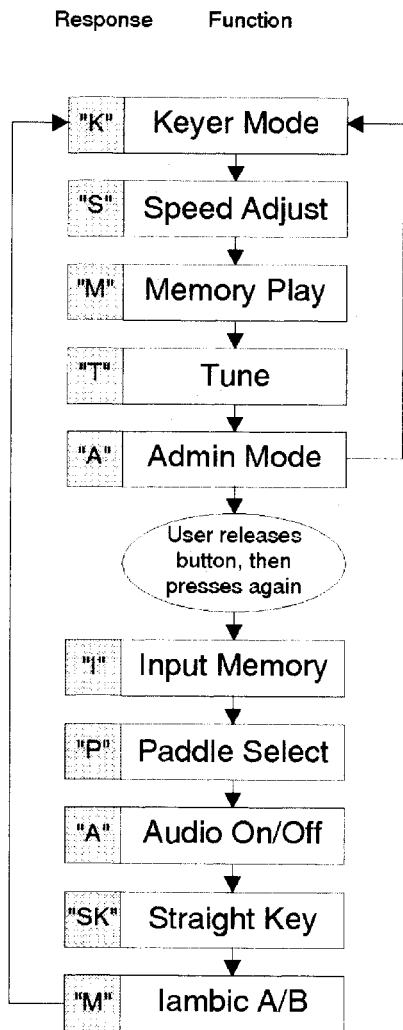 Response Function
"K" Keyer Mode
"S" Speed Adjust
"M" Memory Play
"T" Tune
"A" Admin Mode
User releases
button, then
presses again
"I" Input Memory
"P" Paddle Select
"A" Audio On/Off
"SK" Straight Key
"M" Iambic A/B